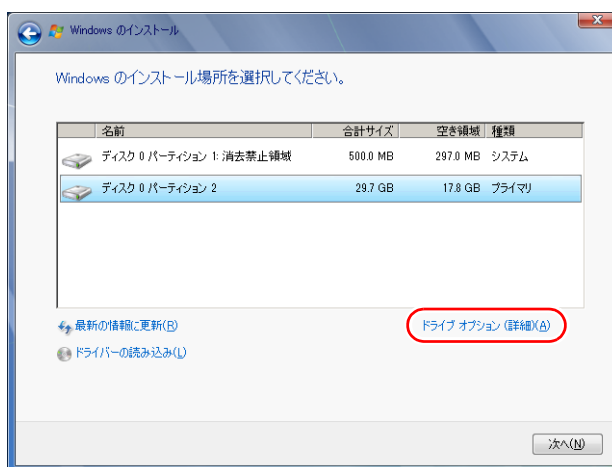 Windows のインストール
Windows のインストール場所を選択してください。
名前 合計サイズ 空き領域 種類
ディスク 0 パーティション 1: 消去禁止領域 500.0 MB 297.0 MB システム
ディスク 0 パーティション 2 29.7 GB 17.8 GB プライマリ
最新の情報に更新(R) ドライブ オプション (詳細)(A)
ドライバーの読み込み(L)
次へ(N)